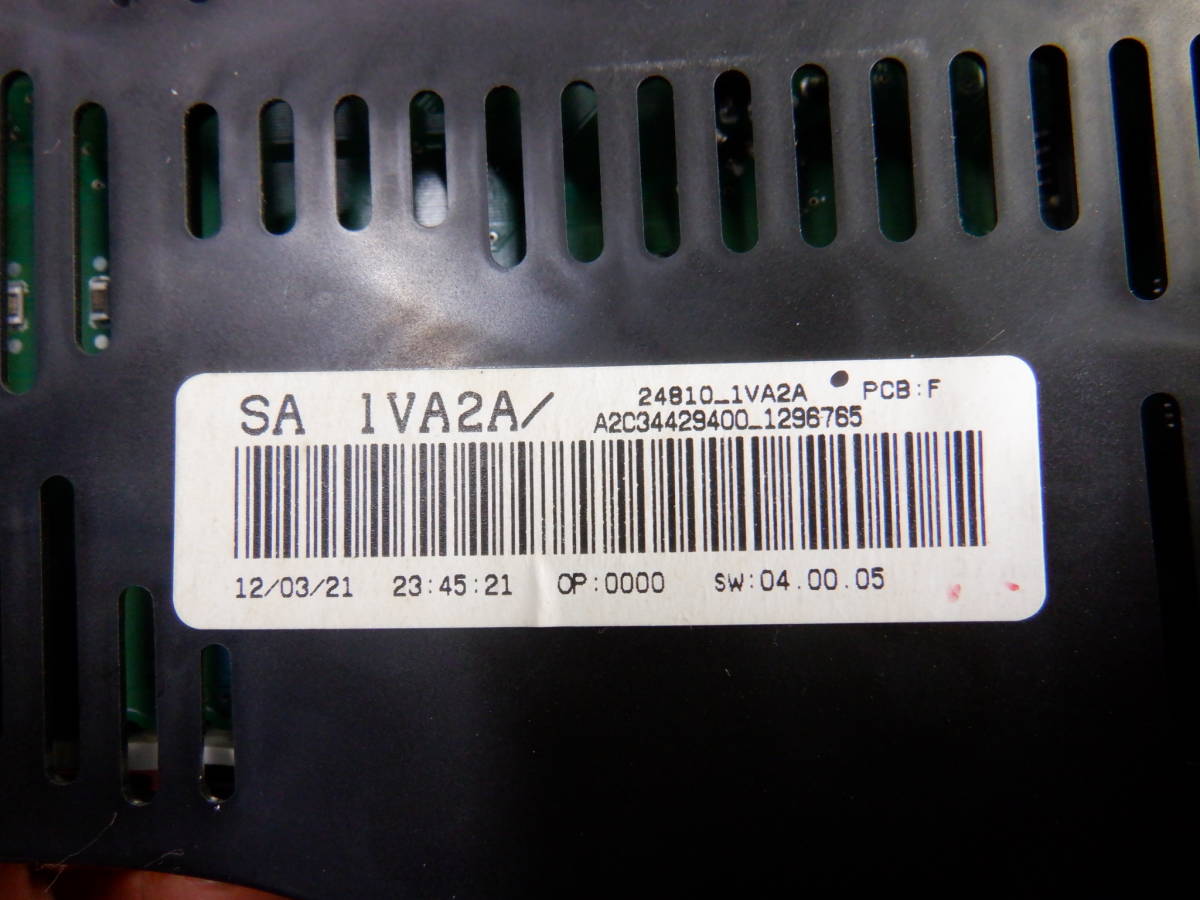 SA 1VA2A/ 24810_1VA2A PCB:F
A2C34429400_1296765
12/03/21 23:45:21 OP:0000 SW:04.00.05